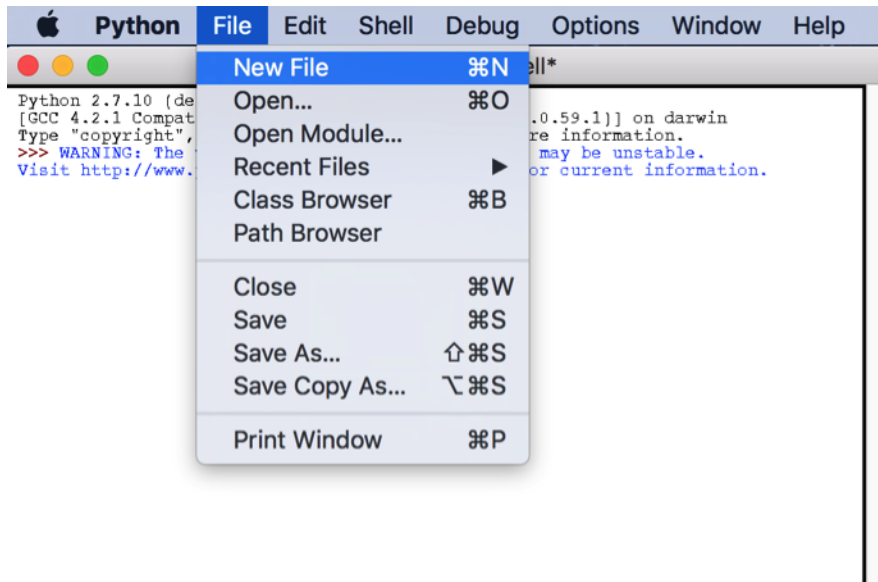 Python File Edit Shell Debug Options Window Help
ell*
New File ⌘N
Open... ⌘O
Open Module...
Recent Files ▶
Class Browser ⌘B
Path Browser
Close ⌘W
Save ⌘S
Save As... ⇧⌘S
Save Copy As... ⌥⌘S
Print Window ⌘P
Python 2.7.10 (de
[GCC 4.2.1 Compat .0.59.1)] on darwin
Type "copyright", re information.
>>> WARNING: The may be unstable.
Visit http://www. or current information.